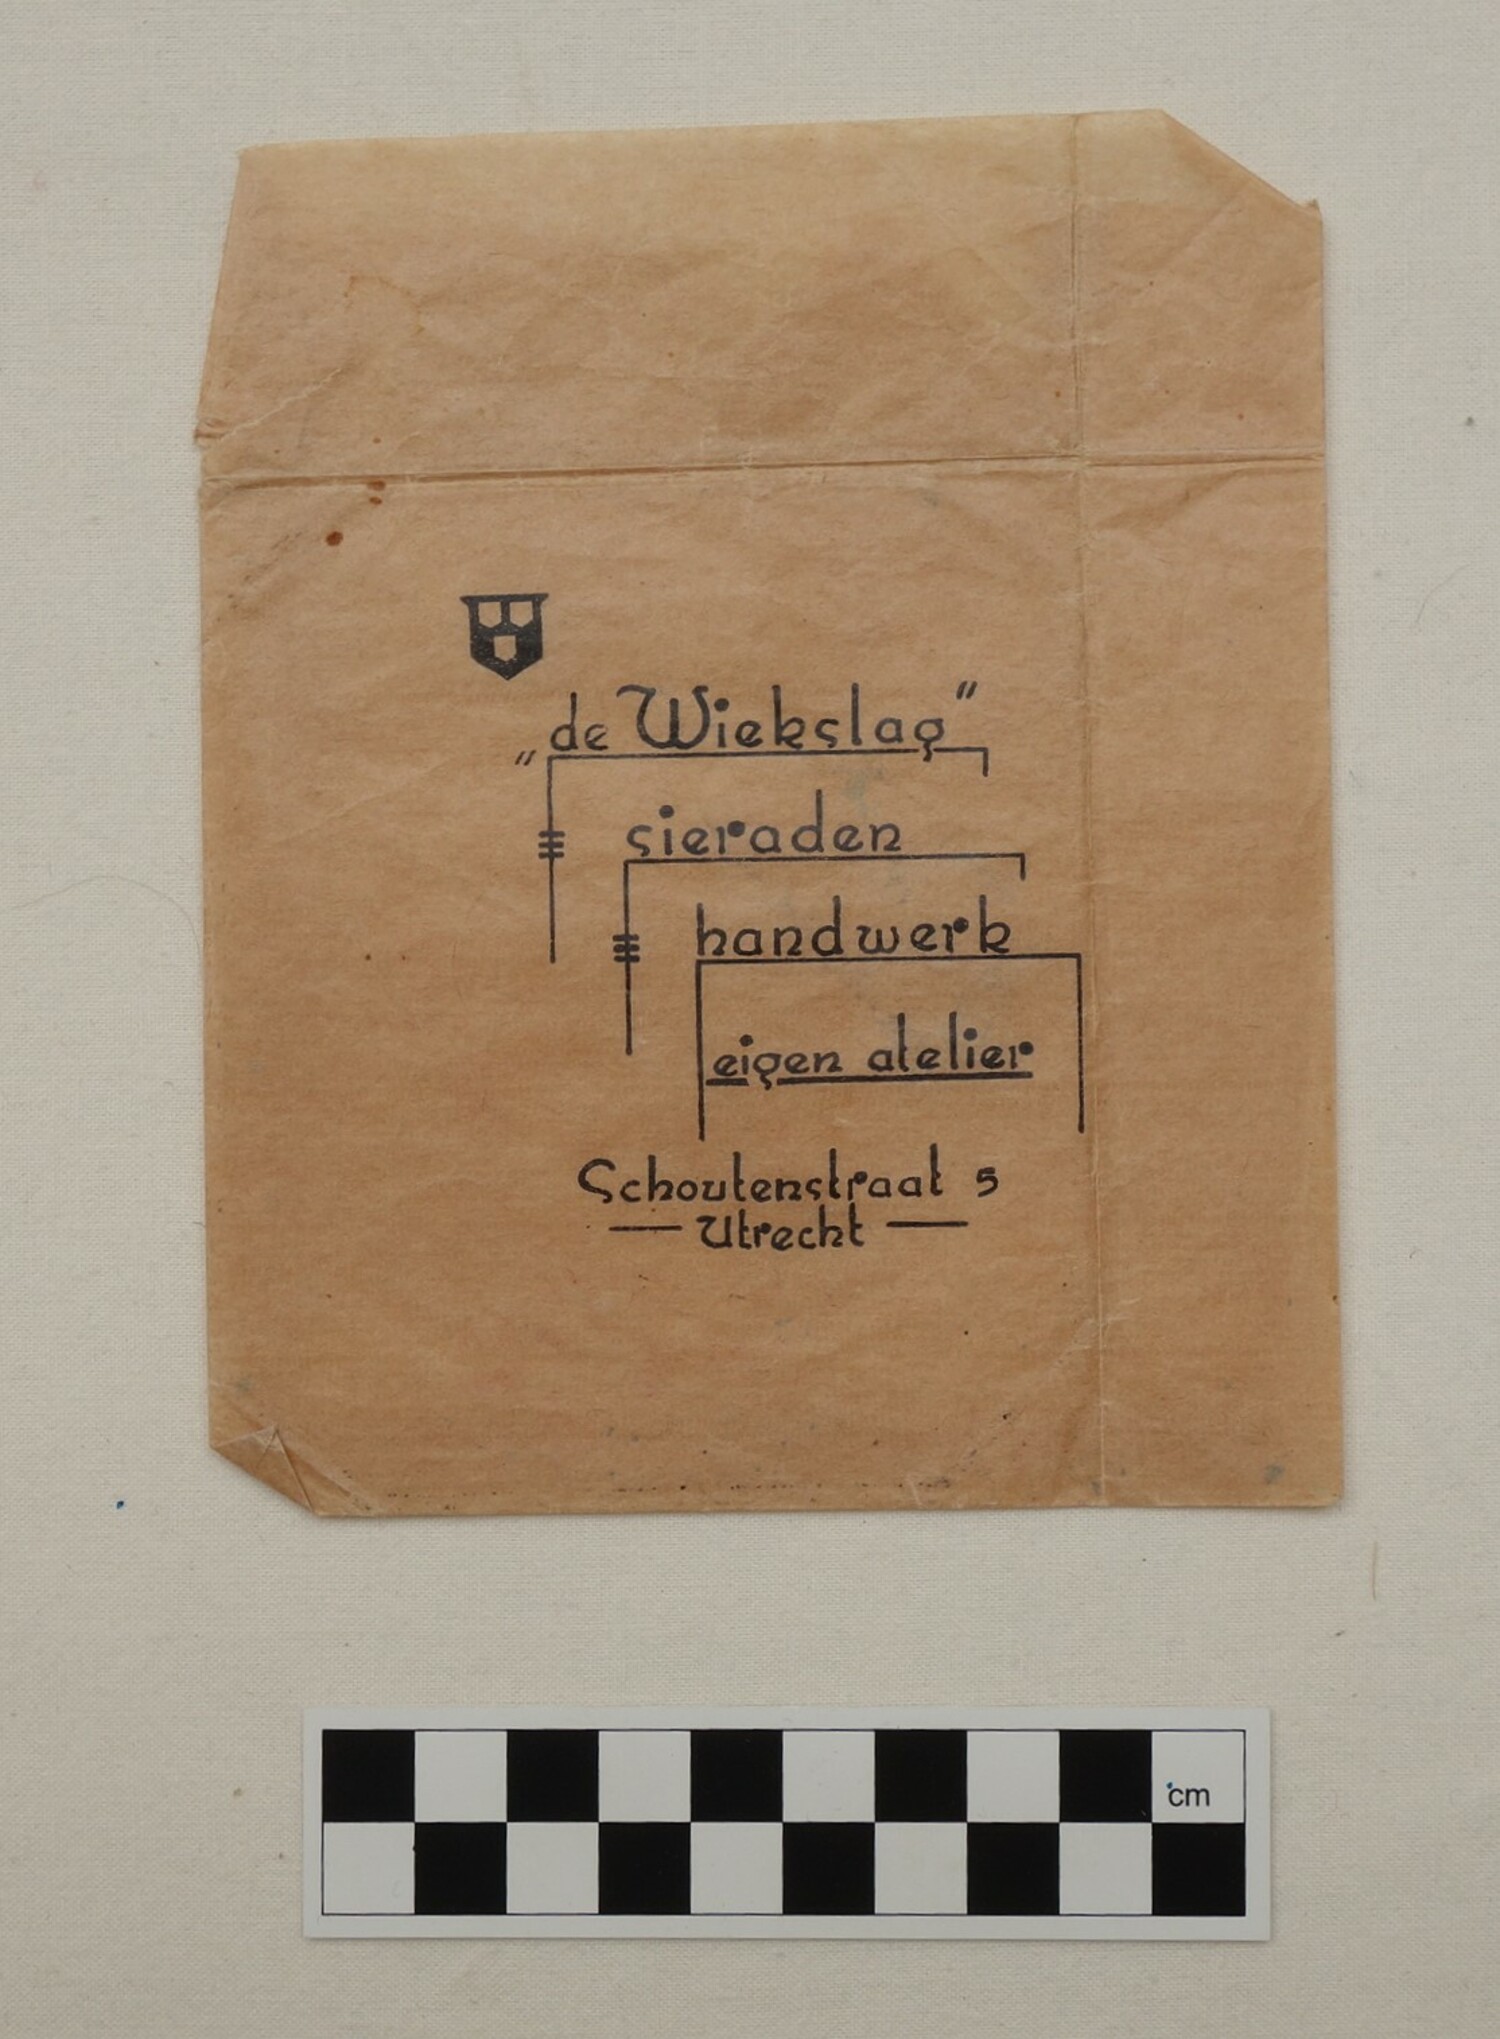 „de Wiekslag”
sieraden
handwerk
eigen atelier
Schoutenstraat 5
— Utrecht —
cm